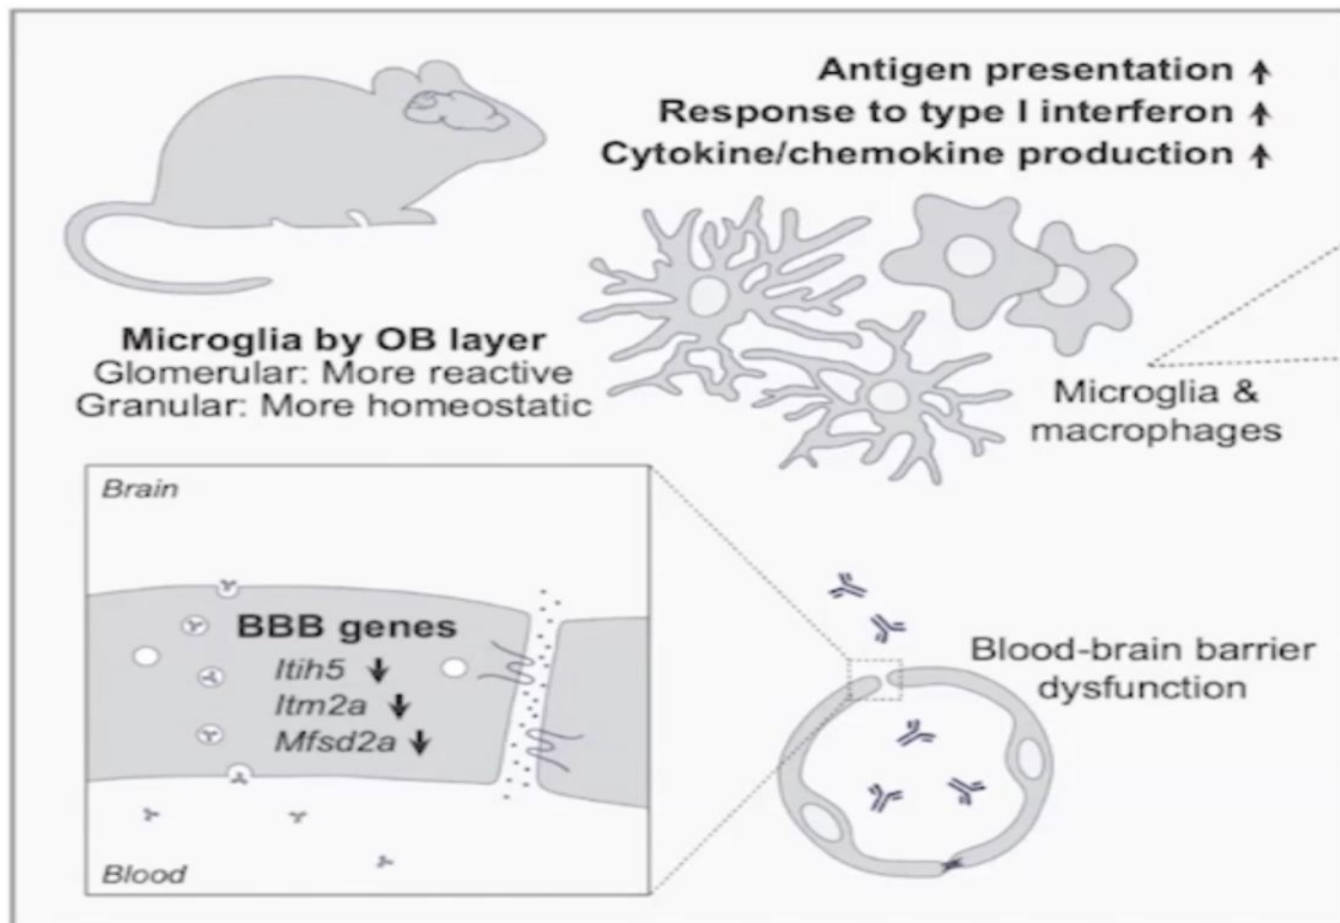 Antigen presentation ↑
Response to type I interferon ↑
Cytokine/chemokine production ↑
Microglia by OB layer
Glomerular: More reactive
Granular: More homeostatic
Microglia &
macrophages
Brain
BBB genes
Itih5 ↓
Itm2a ↓
Mfsd2a ↓
Blood
Blood-brain barrier
dysfunction